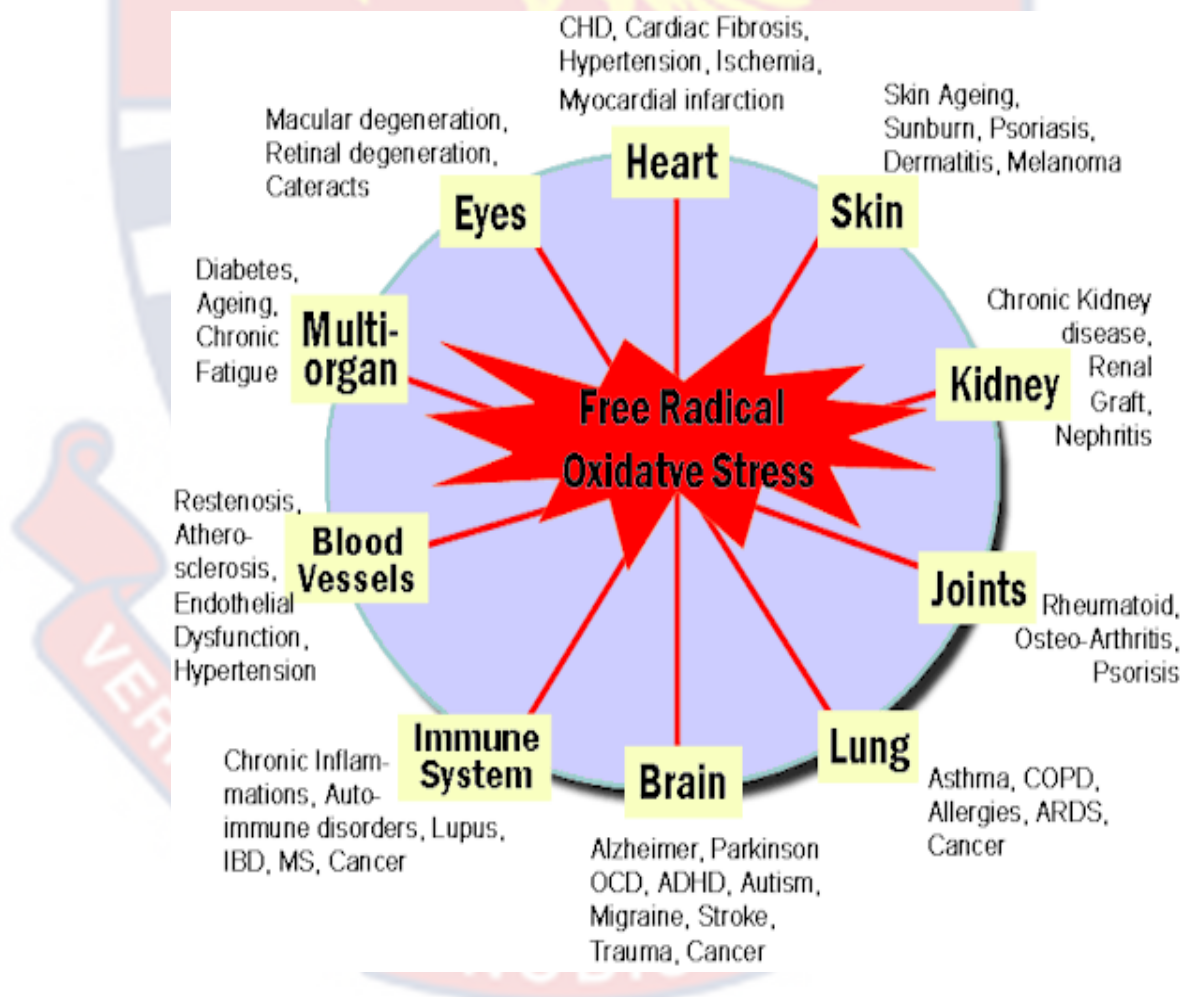 CHD, Cardiac Fibrosis,
Hypertension, Ischemia,
Myocardial infarction
Heart
Skin Ageing,
Sunburn, Psoriasis,
Dermatitis, Melanoma
Skin
Chronic Kidney
disease,
Renal
Graft,
Nephritis
Kidney
Joints
Rheumatoid,
Osteo-Arthritis,
Psorisis
Lung
Asthma, COPD,
Allergies, ARDS,
Cancer
Brain
Alzheimer, Parkinson
OCD, ADHD, Autism,
Migraine, Stroke,
Trauma, Cancer
Immune
System
Chronic Inflam-
mations, Auto-
immune disorders, Lupus,
IBD, MS, Cancer
Blood
Vessels
Restenosis,
Athero-
sclerosis,
Endothelial
Dysfunction,
Hypertension
Multi-
organ
Diabetes,
Ageing,
Chronic
Fatigue
Eyes
Macular degeneration,
Retinal degeneration,
Cateracts
Free Radical
Oxidatve Stress